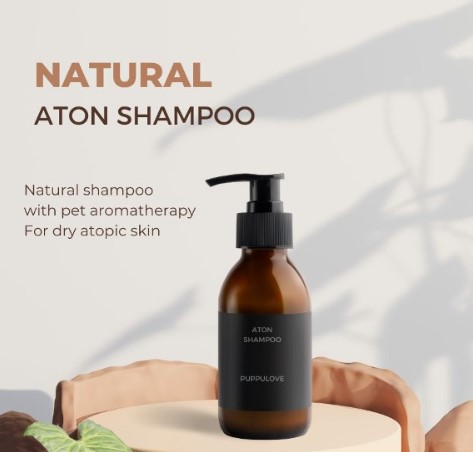 NATURAL
ATON SHAMPOO
Natural shampoo
with pet aromatherapy
For dry atopic skin
ATON
SHAMPOO
PUPPULOVE